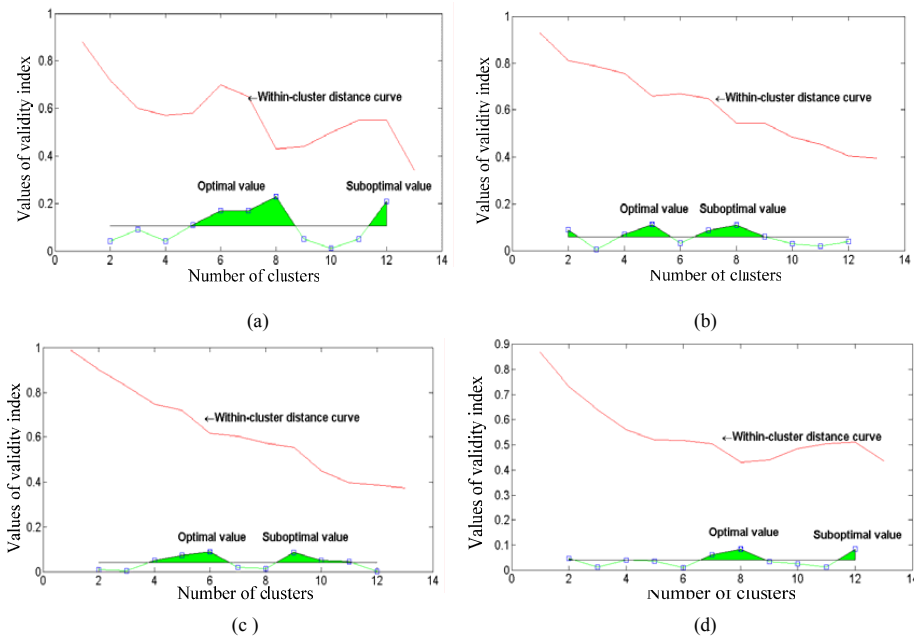 Values of validity index
1
0.8
0.6
0.4
0.2
0
←Within-cluster distance curve
Optimal value
Suboptimal value
0 2 4 6 8 10 12 14
Number of clusters
(a)
Values of validity index
1
0.8
0.6
0.4
0.2
0
←Within-cluster distance curve
Optimal value
Suboptimal value
0 2 4 6 8 10 12 14
Number of clusters
(b)
Values of validity index
1
0.8
0.6
0.4
0.2
0
←Within-cluster distance curve
Optimal value
Suboptimal value
0 2 4 6 8 10 12 14
Number of clusters
(c )
Values of validity index
0.9
0.8
0.7
0.6
0.5
0.4
0.3
0.2
0.1
0
←Within-cluster distance curve
Optimal value
Suboptimal value
0 2 4 6 8 10 12 14
Number of clusters
(d)